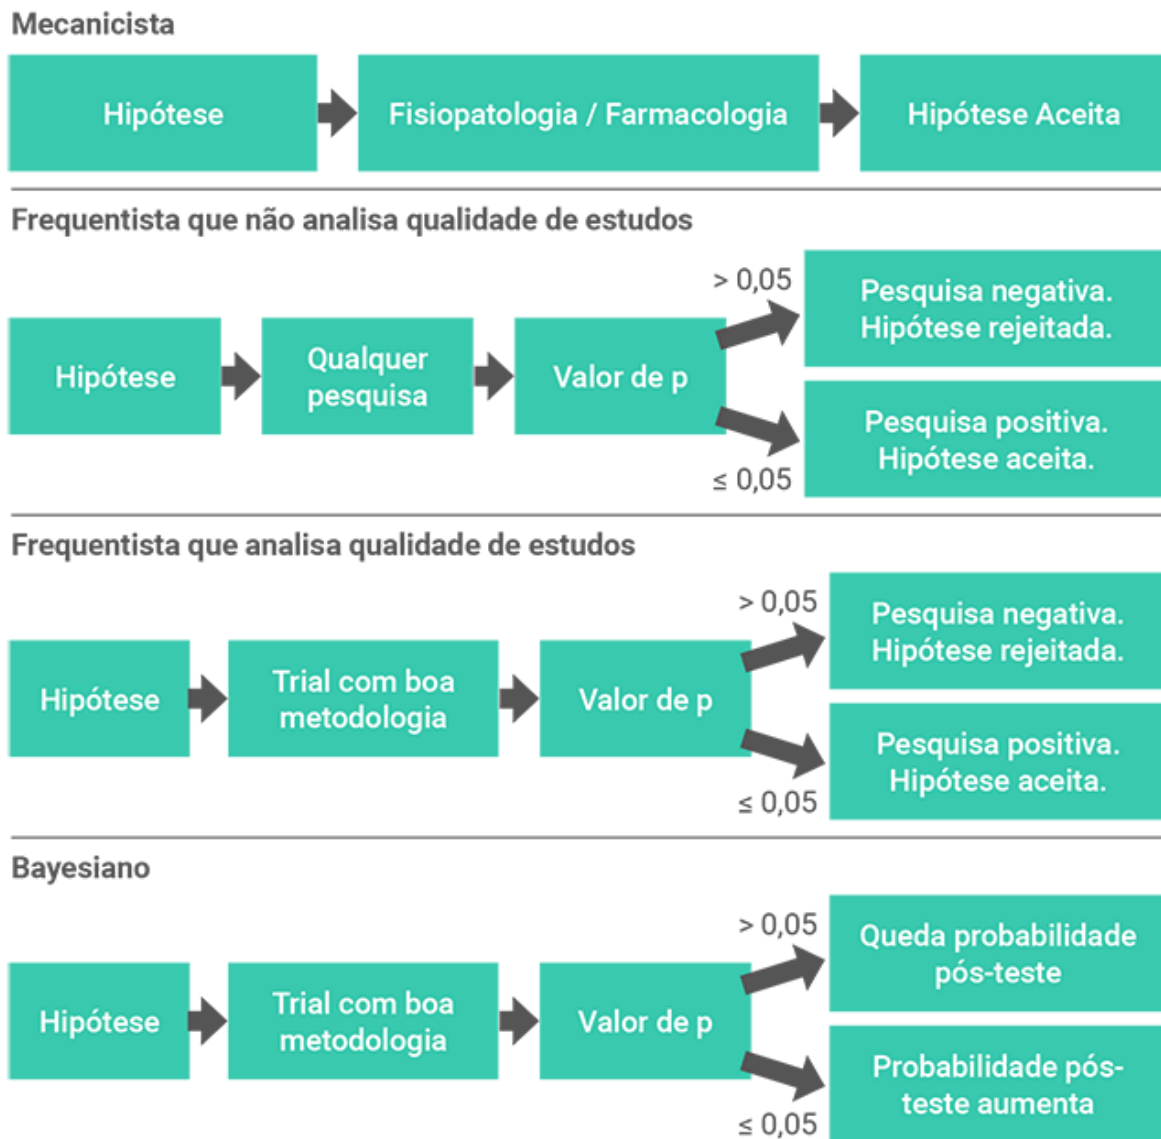 Mecanicista
Hipótese
Fisiopatologia / Farmacologia
Hipótese Aceita
Frequentista que não analisa qualidade de estudos
Hipótese
Qualquer
pesquisa
Valor de p
> 0,05
Pesquisa negativa.
Hipótese rejeitada.
≤ 0,05
Pesquisa positiva.
Hipótese aceita.
Frequentista que analisa qualidade de estudos
Hipótese
Trial com boa
metodologia
Valor de p
> 0,05
Pesquisa negativa.
Hipótese rejeitada.
≤ 0,05
Pesquisa positiva.
Hipótese aceita.
Bayesiano
Hipótese
Trial com boa
metodologia
Valor de p
> 0,05
Queda probabilidade
pós-teste
≤ 0,05
Probabilidade pós-
teste aumenta